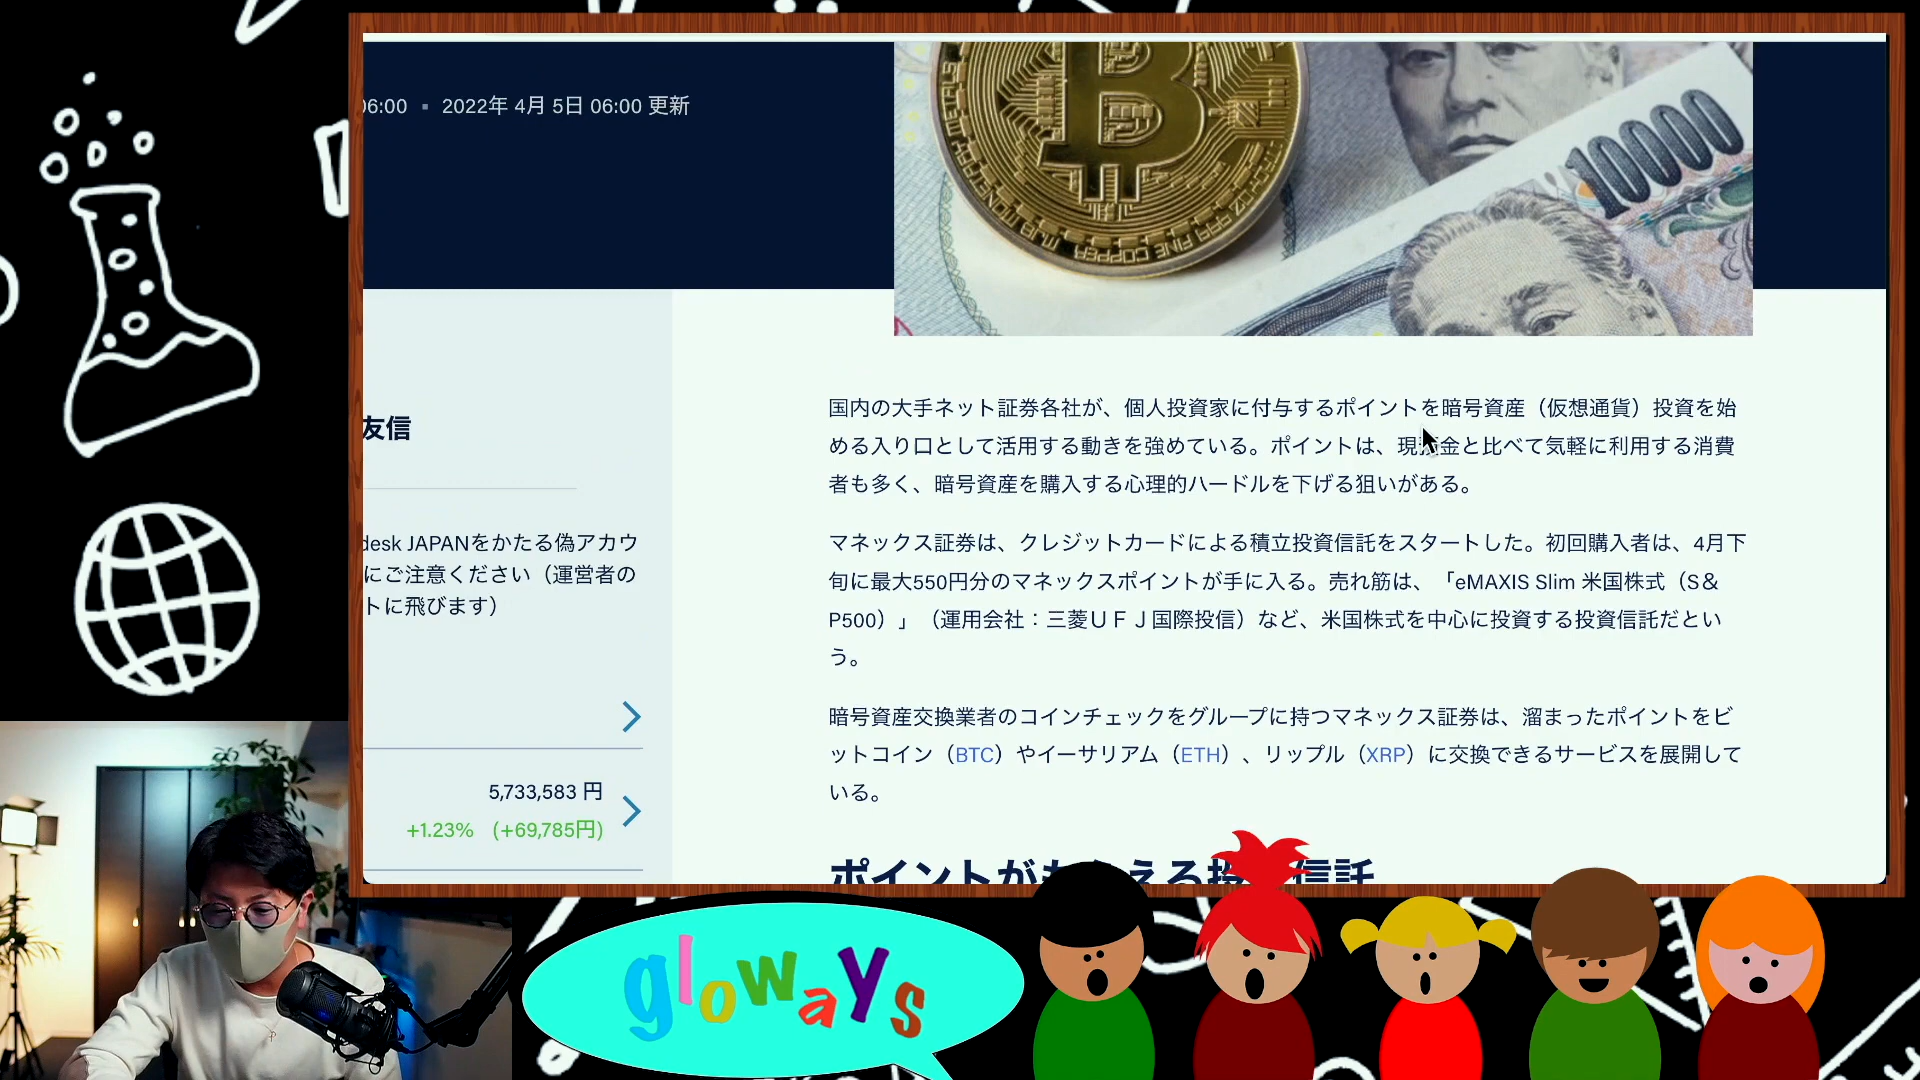 06:00 ▪ 2022年 4月 5日 06:00 更新
10000
友信
desk JAPANをかたる偽アカウ
にご注意ください（運営者の
トに飛びます）
5,733,583 円
+1.23% (+69,785円)
国内の大手ネット証券各社が、個人投資家に付与するポイントを暗号資産（仮想通貨）投資を始
める入り口として活用する動きを強めている。ポイントは、現預金と比べて気軽に利用する消費
者も多く、暗号資産を購入する心理的ハードルを下げる狙いがある。
マネックス証券は、クレジットカードによる積立投資信託をスタートした。初回購入者は、4月下
旬に最大550円分のマネックスポイントが手に入る。売れ筋は、「eMAXIS Slim 米国株式（S＆
P500）」（運用会社：三菱ＵＦＪ国際投信）など、米国株式を中心に投資する投資信託だとい
う。
暗号資産交換業者のコインチェックをグループに持つマネックス証券は、溜まったポイントをビ
ットコイン（BTC）やイーサリアム（ETH）、リップル（XRP）に交換できるサービスを展開して
いる。
ポイントがもらえる投資信託
gloways